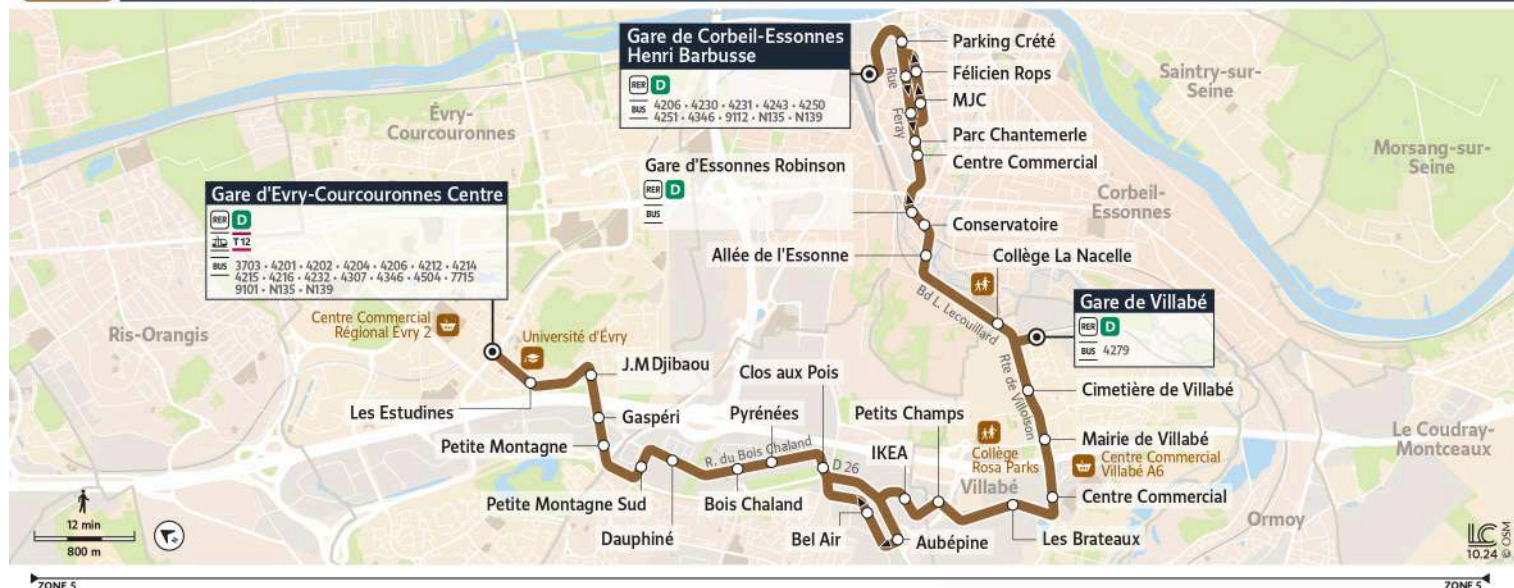 Gare de Corbeil-Essonnes
Henri Barbusse
RER D
BUS 4206 • 4230 • 4231 • 4243 • 4250
4251 • 4346 • 9112 • N135 • N139
Parking Crété
Félicien Rops
MJC
Parc Chantemerle
Centre Commercial
Rue Feray
Saintry-sur-
Seine
Morsang-sur-
Seine
Évry-
Courcouronnes
Corbeil-
Essonnes
Gare d'Essonnes Robinson
RER D
BUS
Conservatoire
Allée de l'Essonne
Collège La Nacelle
Bd L. Lecouillard
Gare d'Evry-Courcouronnes Centre
RER D
T12
BUS 3703 • 4201 • 4202 • 4204 • 4206 • 4212 • 4214
4215 • 4216 • 4232 • 4307 • 4346 • 4504 • 7715
9101 • N135 • N139
Gare de Villabé
RER D
BUS 4279
Rte de Villoison
Ris-Orangis
Centre Commercial
Régional Evry 2
Université d'Évry
J.M Djibaou
Les Estudines
Gaspéri
Petite Montagne
Petite Montagne Sud
Dauphiné
R. du Bois Chaland
Bois Chaland
Pyrénées
Clos aux Pois
D 26
Bel Air
Aubépine
IKEA
Petits Champs
Collège
Rosa Parks
Villabé
Les Brateaux
Cimetière de Villabé
Mairie de Villabé
Centre Commercial
Villabé A6
Centre Commercial
Le Coudray-
Montceaux
Ormoy
12 min
800 m
LC
10.24 © OSM
ZONE 5
ZONE 5